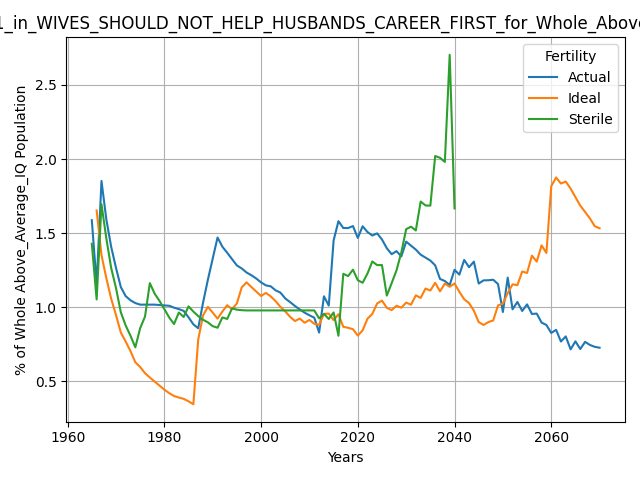 1_in_WIVES_SHOULD_NOT_HELP_HUSBANDS_CAREER_FIRST_for_Whole_Above
Fertility
Actual
Ideal
Sterile
% of Whole Above_Average_IQ Population
2.5
2.0
1.5
1.0
0.5
1960
1980
2000
2020
2040
2060
Years